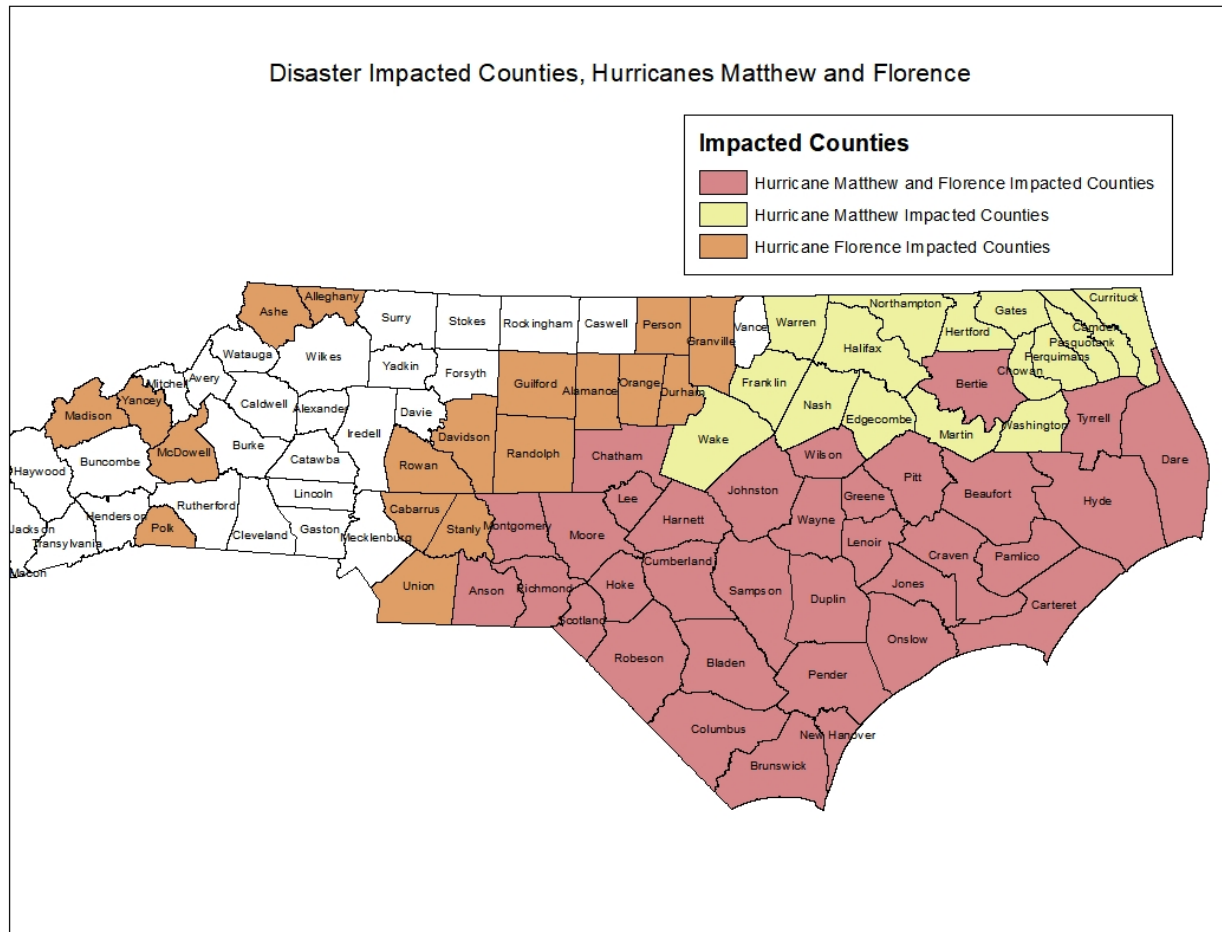 Disaster Impacted Counties, Hurricanes Matthew and Florence
Impacted Counties
Hurricane Matthew and Florence Impacted Counties
Hurricane Matthew Impacted Counties
Hurricane Florence Impacted Counties
Ashe
Alleghany
Surry
Stokes
Rockingham
Caswell
Person
Granville
Vance
Warren
Northampton
Gates
Currituck
Camden
Pasquotank
Perquimans
Chowan
Hertford
Halifax
Watauga
Wilkes
Yadkin
Forsyth
Guilford
Alamance
Orange
Durham
Franklin
Nash
Edgecombe
Bertie
Martin
Washington
Tyrrell
Dare
Mitchell
Avery
Madison
Yancey
Caldwell
Alexander
Davie
Iredell
Davidson
Randolph
Chatham
Wake
Wilson
Pitt
Beaufort
Hyde
McDowell
Burke
Catawba
Rowan
Haywood
Buncombe
Rutherford
Lincoln
Cabarrus
Stanly
Montgomery
Moore
Lee
Harnett
Johnston
Wayne
Greene
Lenoir
Craven
Pamlico
Jackson
Henderson
Transylvania
Polk
Cleveland
Gaston
Mecklenburg
Macon
Union
Anson
Richmond
Scotland
Hoke
Cumberland
Sampson
Duplin
Jones
Carteret
Onslow
Robeson
Bladen
Pender
Columbus
New Hanover
Brunswick